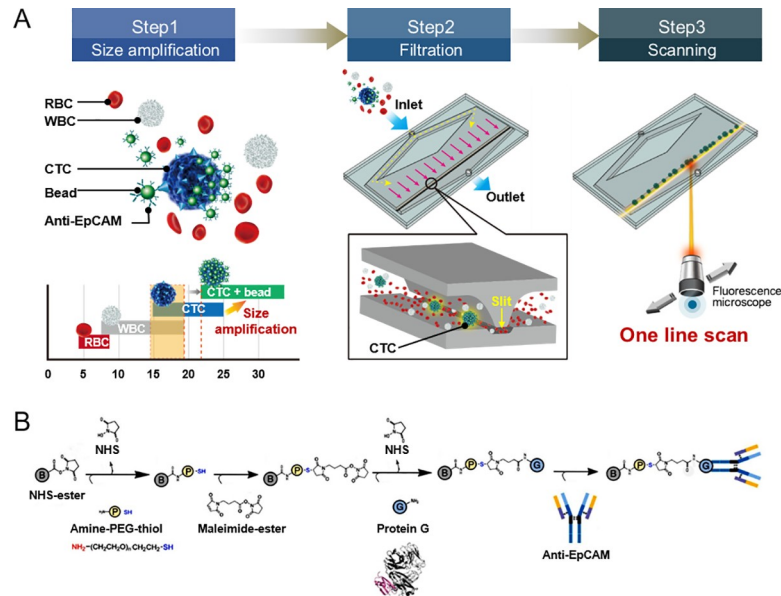 A
Step1
Size amplification
Step2
Filtration
Step3
Scanning
RBC
WBC
CTC
Bead
Anti-EpCAM
Inlet
Outlet
Slit
CTC
Fluorescence
microscope
One line scan
CTC + bead
CTC
WBC
RBC
Size
amplification
0 5 10 15 20 25 30
B
NHS
NHS
B
B P SH
B P S
B P S G
B P S G
NHS-ester
P SH
Amine-PEG-thiol
NH₂-(CH₂CH₂O)ₙCH₂CH₂-SH
Maleimide-ester
G
Protein G
Anti-EpCAM